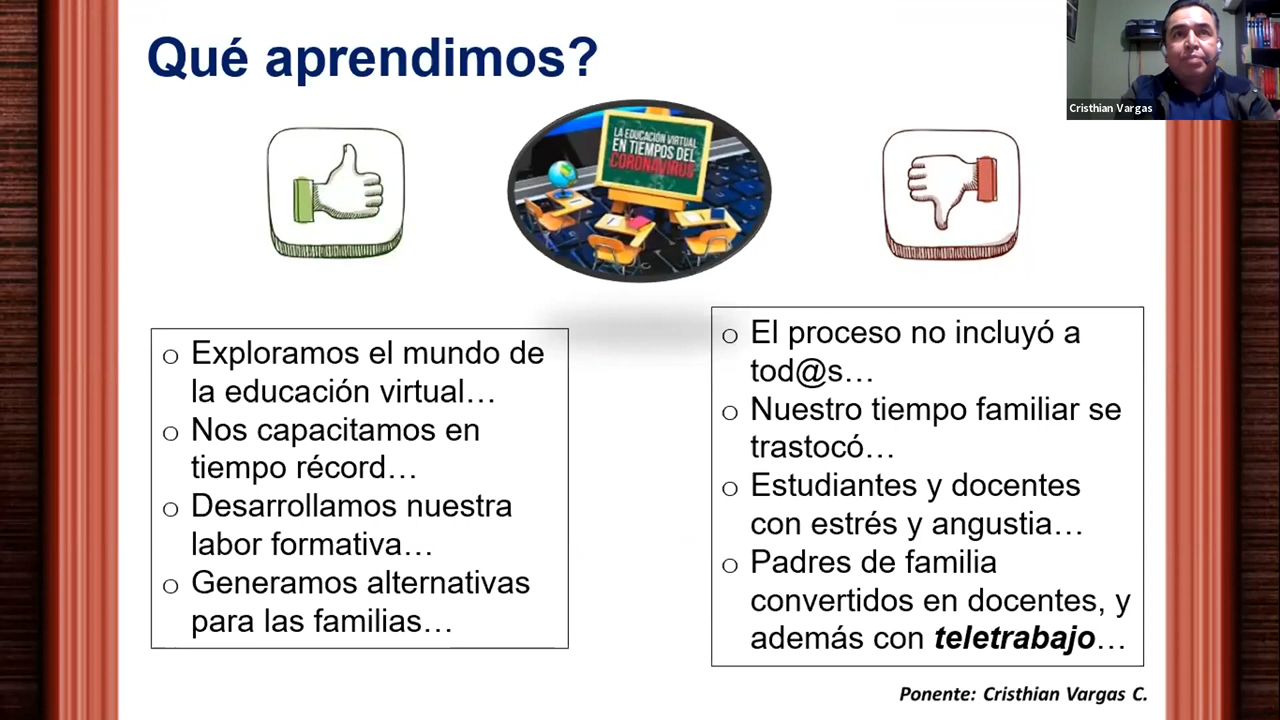 Qué aprendimos?
Cristhian Vargas
LA EDUCACIÓN VIRTUAL
EN TIEMPOS DEL
CORONAVIRUS
o Exploramos el mundo de
la educación virtual…
o Nos capacitamos en
tiempo récord…
o Desarrollamos nuestra
labor formativa…
o Generamos alternativas
para las familias…
o El proceso no incluyó a
tod@s…
o Nuestro tiempo familiar se
trastocó…
o Estudiantes y docentes
con estrés y angustia…
o Padres de familia
convertidos en docentes, y
además con teletrabajo…
Ponente: Cristhian Vargas C.